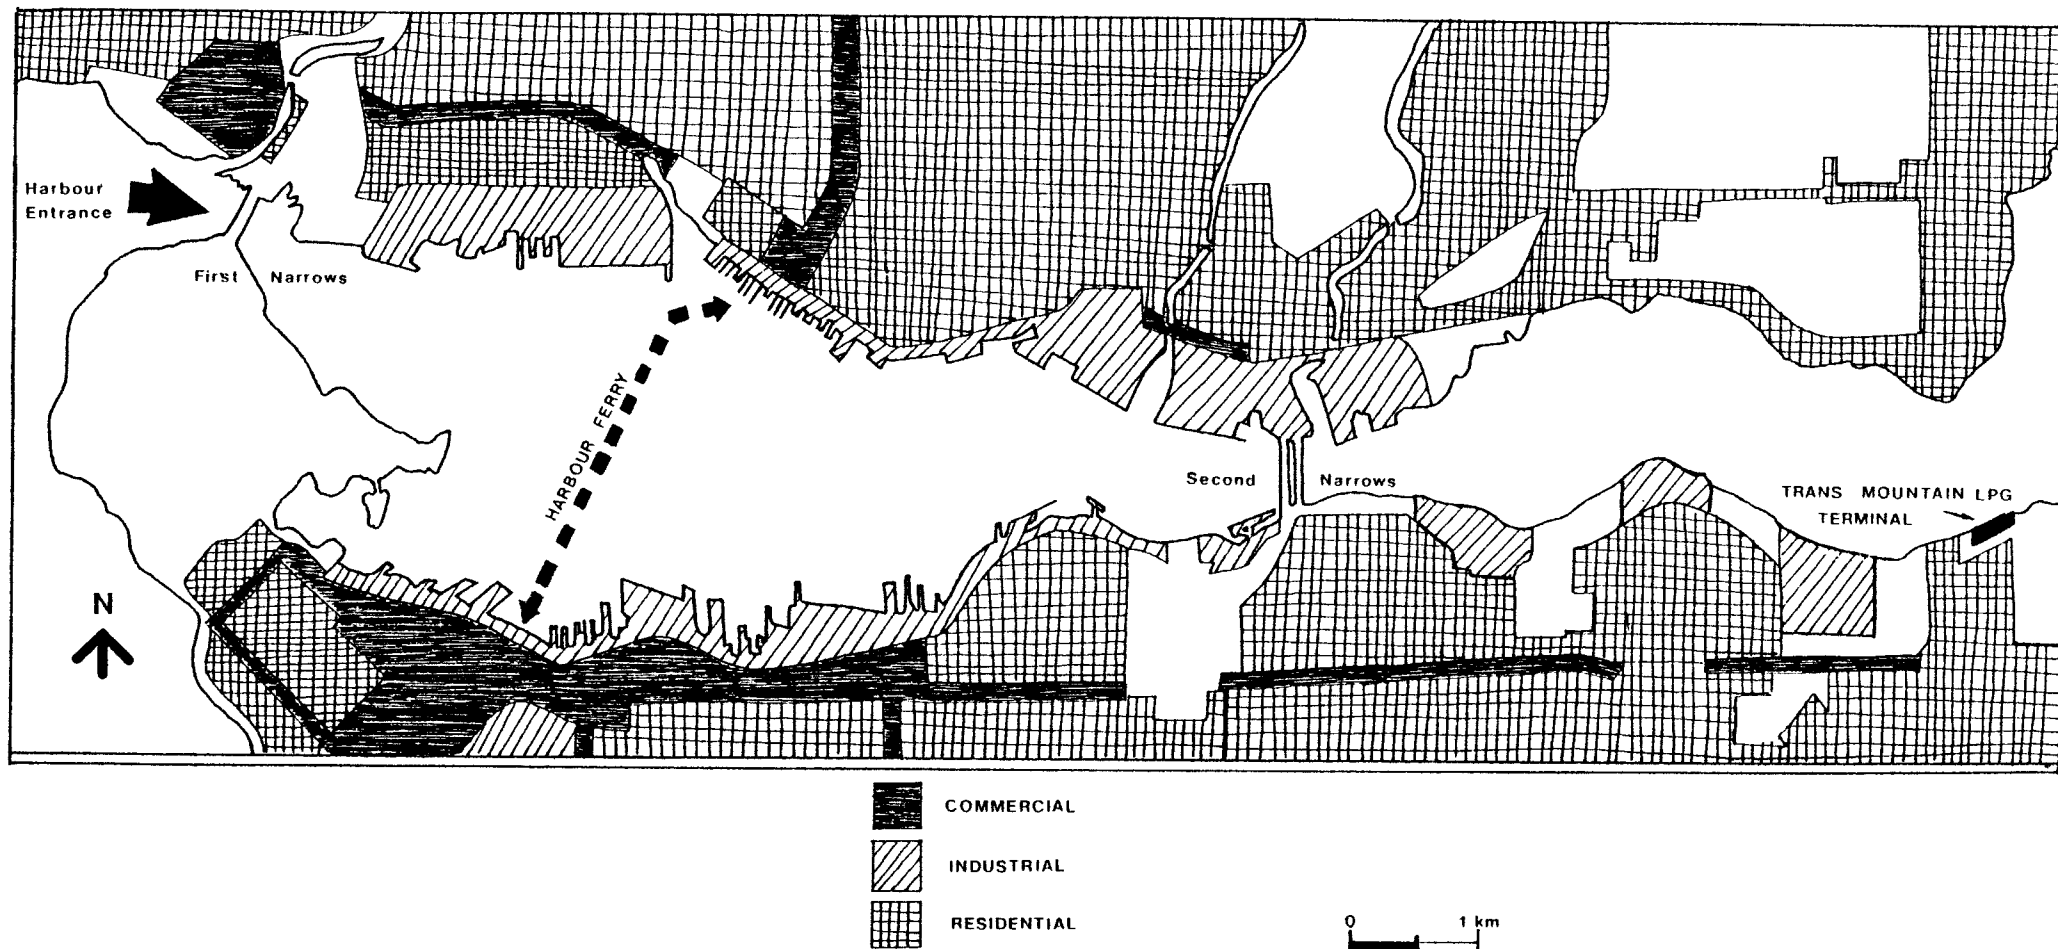 Harbour
Entrance
First Narrows
HARBOUR FERRY
Second Narrows
TRANS MOUNTAIN LPG
TERMINAL
N
COMMERCIAL
INDUSTRIAL
RESIDENTIAL
0 1 km